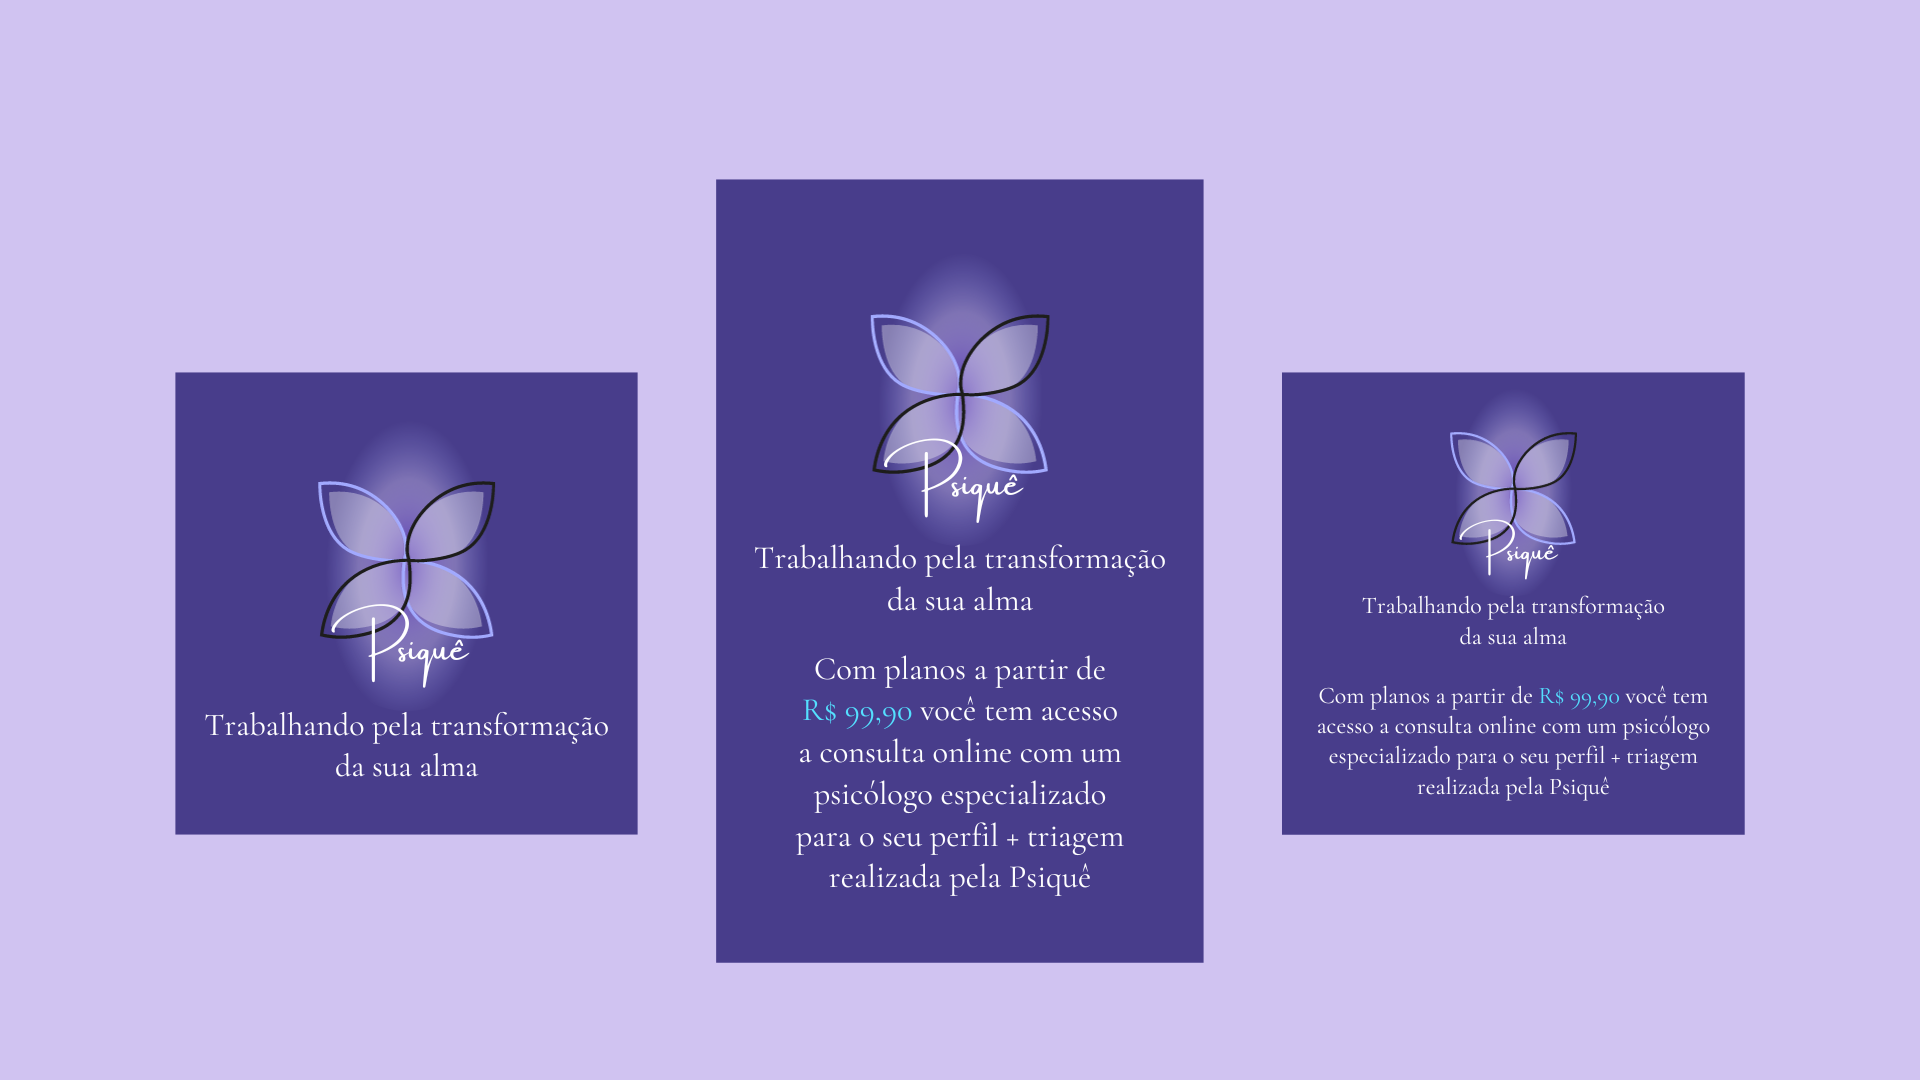 Psiquê
Trabalhando pela transformação
da sua alma
Psiquê
Trabalhando pela transformação
da sua alma
Com planos a partir de
R$ 99,90 você tem acesso
a consulta online com um
psicólogo especializado
para o seu perfil + triagem
realizada pela Psiquê
Psiquê
Trabalhando pela transformação
da sua alma
Com planos a partir de R$ 99,90 você tem
acesso a consulta online com um psicólogo
especializado para o seu perfil + triagem
realizada pela Psiquê